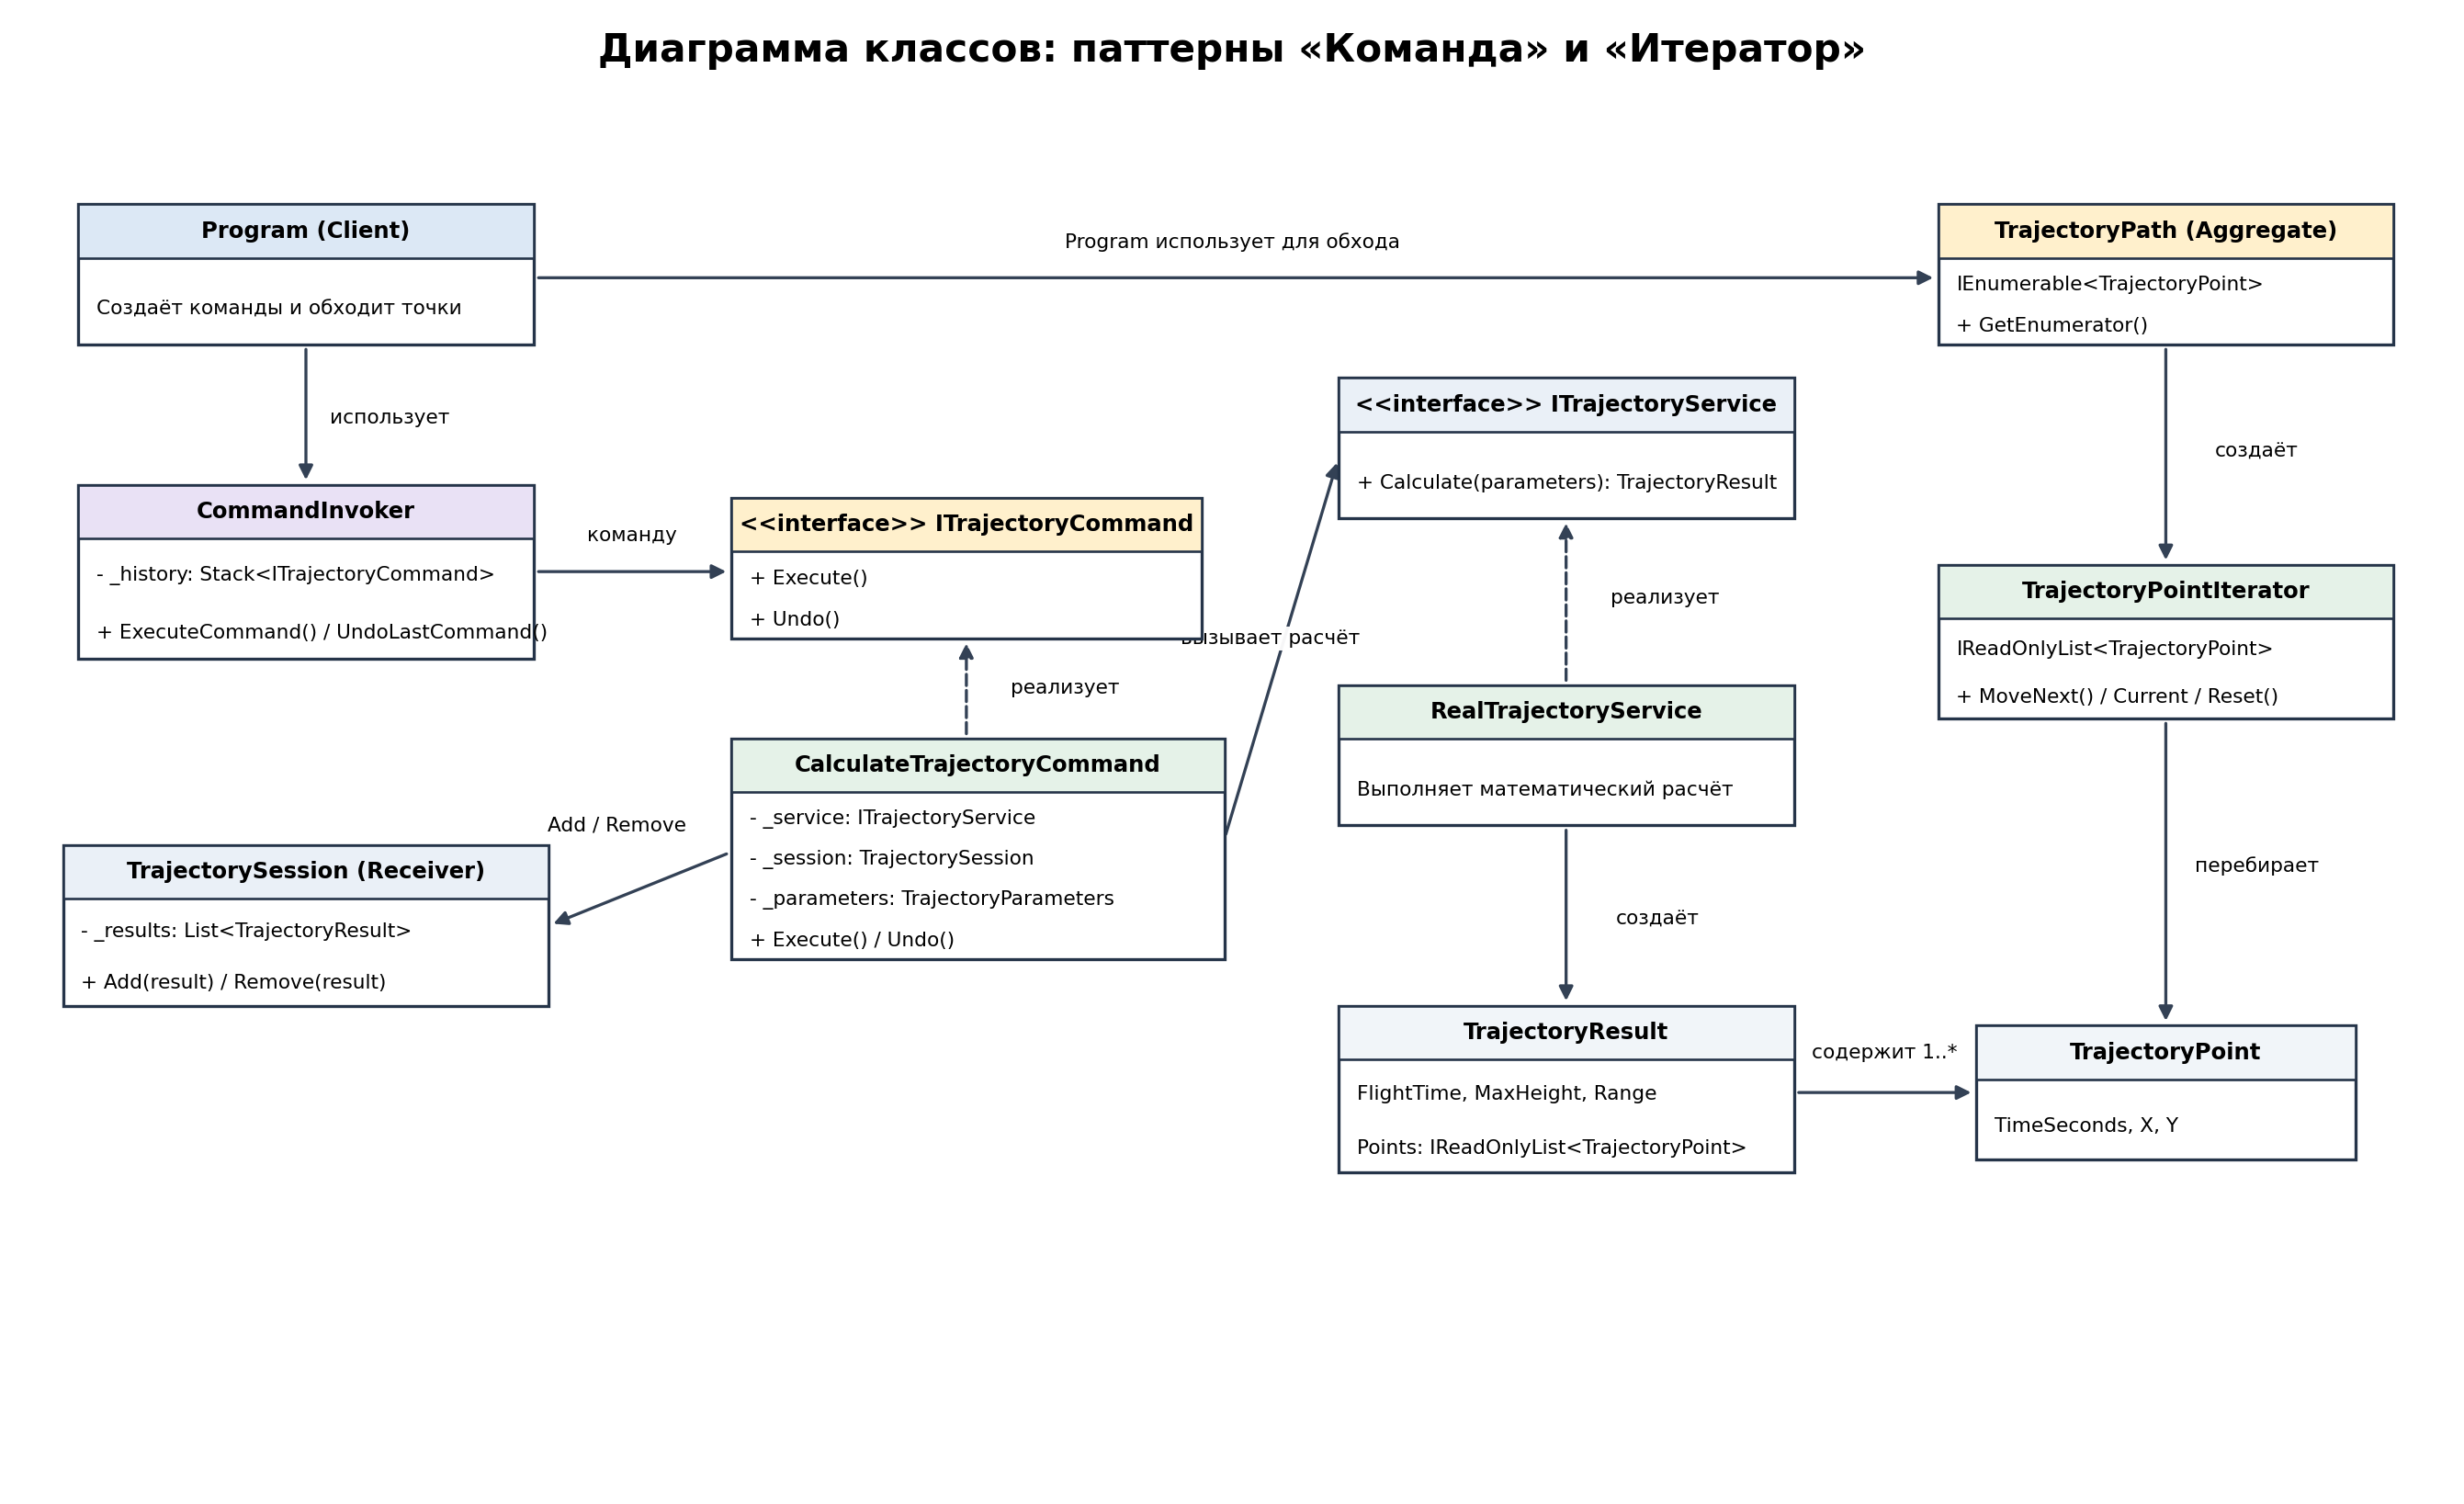 Диаграмма классов: паттерны «Команда» и «Итератор»
Program (Client)
Создаёт команды и обходит точки
Program использует для обхода
TrajectoryPath (Aggregate)
IEnumerable<TrajectoryPoint>
+ GetEnumerator()
использует
<<interface>> ITrajectoryService
+ Calculate(parameters): TrajectoryResult
создаёт
CommandInvoker
- _history: Stack<ITrajectoryCommand>
+ ExecuteCommand() / UndoLastCommand()
команду
<<interface>> ITrajectoryCommand
+ Execute()
+ Undo()
вызывает расчёт
реализует
TrajectoryPointIterator
IReadOnlyList<TrajectoryPoint>
+ MoveNext() / Current / Reset()
реализует
RealTrajectoryService
Выполняет математический расчёт
CalculateTrajectoryCommand
- _service: ITrajectoryService
- _session: TrajectorySession
- _parameters: TrajectoryParameters
+ Execute() / Undo()
Add / Remove
TrajectorySession (Receiver)
- _results: List<TrajectoryResult>
+ Add(result) / Remove(result)
создаёт
перебирает
TrajectoryResult
FlightTime, MaxHeight, Range
Points: IReadOnlyList<TrajectoryPoint>
содержит 1..*
TrajectoryPoint
TimeSeconds, X, Y